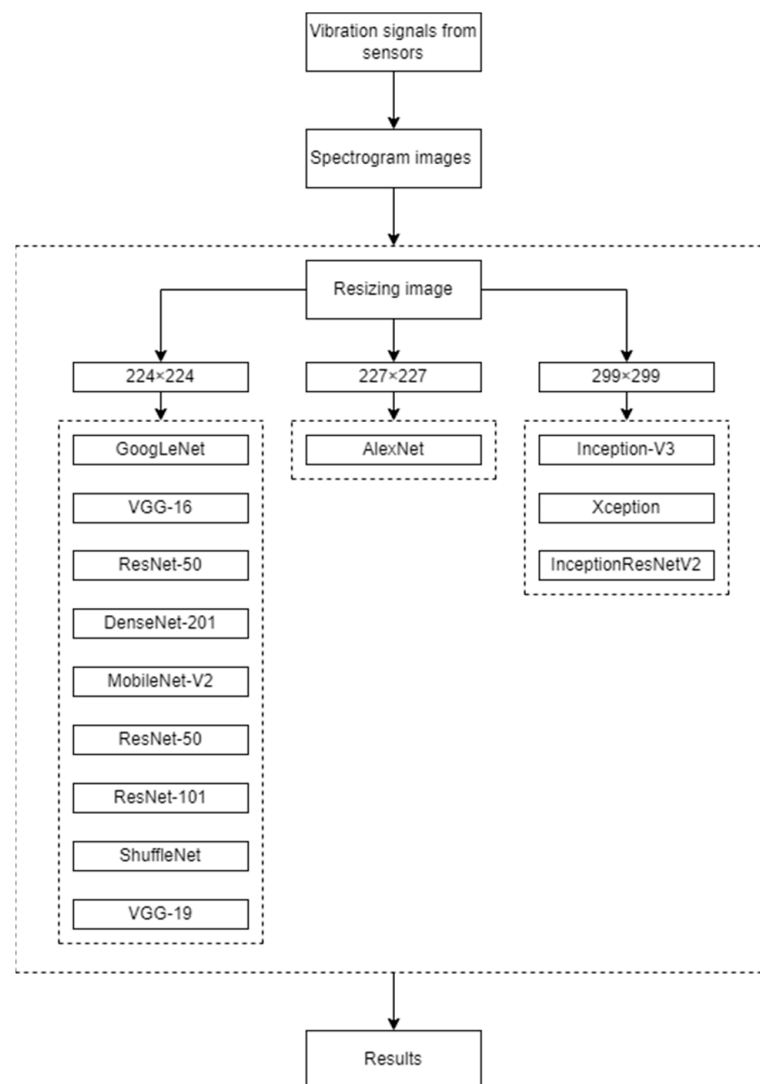 Vibration signals from
sensors
Spectrogram images
Resizing image
224×224
227×227
299×299
GoogLeNet
VGG-16
ResNet-50
DenseNet-201
MobileNet-V2
ResNet-50
ResNet-101
ShuffleNet
VGG-19
AlexNet
Inception-V3
Xception
InceptionResNetV2
Results